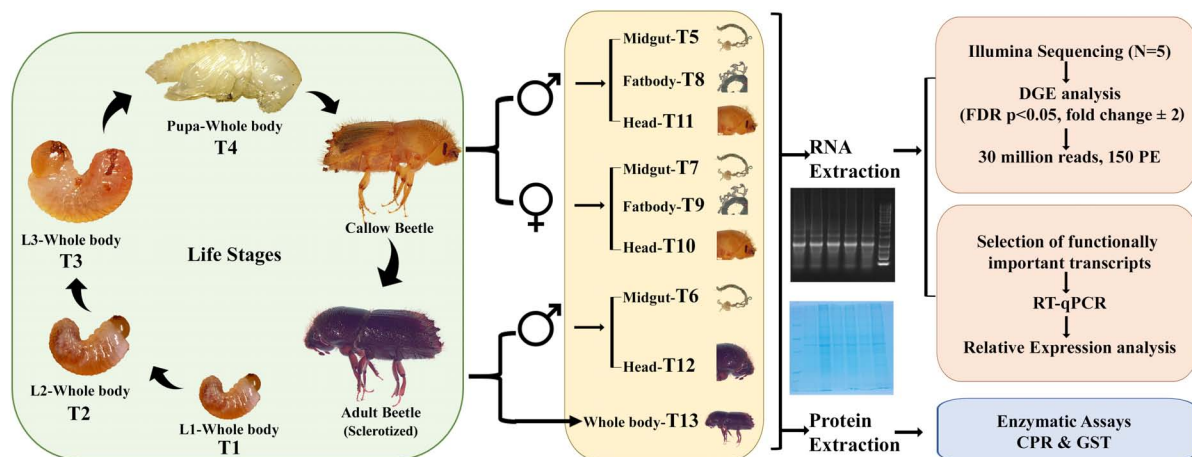 Pupa-Whole body
T4
L3-Whole body
T3
Life Stages
Callow Beetle
L2-Whole body
T2
L1-Whole body
T1
Adult Beetle
(Sclerotized)
Midgut-T5
Fatbody-T8
Head-T11
Midgut-T7
Fatbody-T9
Head-T10
Midgut-T6
Head-T12
Whole body-T13
RNA
Extraction
Protein
Extraction
Illumina Sequencing (N=5)
DGE analysis
(FDR p<0.05, fold change ± 2)
30 million reads, 150 PE
Selection of functionally
important transcripts
RT-qPCR
Relative Expression analysis
Enzymatic Assays
CPR & GST